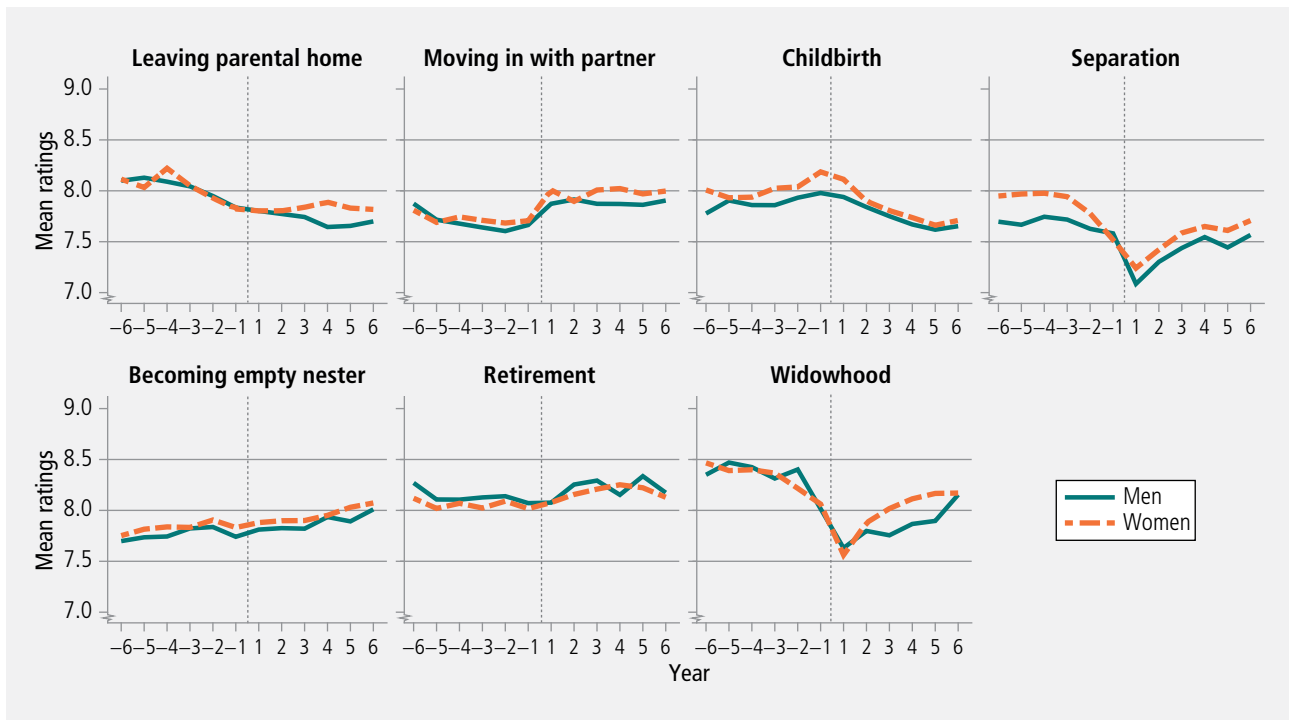 Leaving parental home Moving in with partner Childbirth Separation
Mean ratings
9.0
8.5
8.0
7.5
7.0
–6 –5 –4 –3 –2 –1 1 2 3 4 5 6 –6 –5 –4 –3 –2 –1 1 2 3 4 5 6 –6 –5 –4 –3 –2 –1 1 2 3 4 5 6 –6 –5 –4 –3 –2 –1 1 2 3 4 5 6
Becoming empty nester Retirement Widowhood
Mean ratings
9.0
8.5
8.0
7.5
7.0
–6 –5 –4 –3 –2 –1 1 2 3 4 5 6 –6 –5 –4 –3 –2 –1 1 2 3 4 5 6 –6 –5 –4 –3 –2 –1 1 2 3 4 5 6
Year
Men
Women